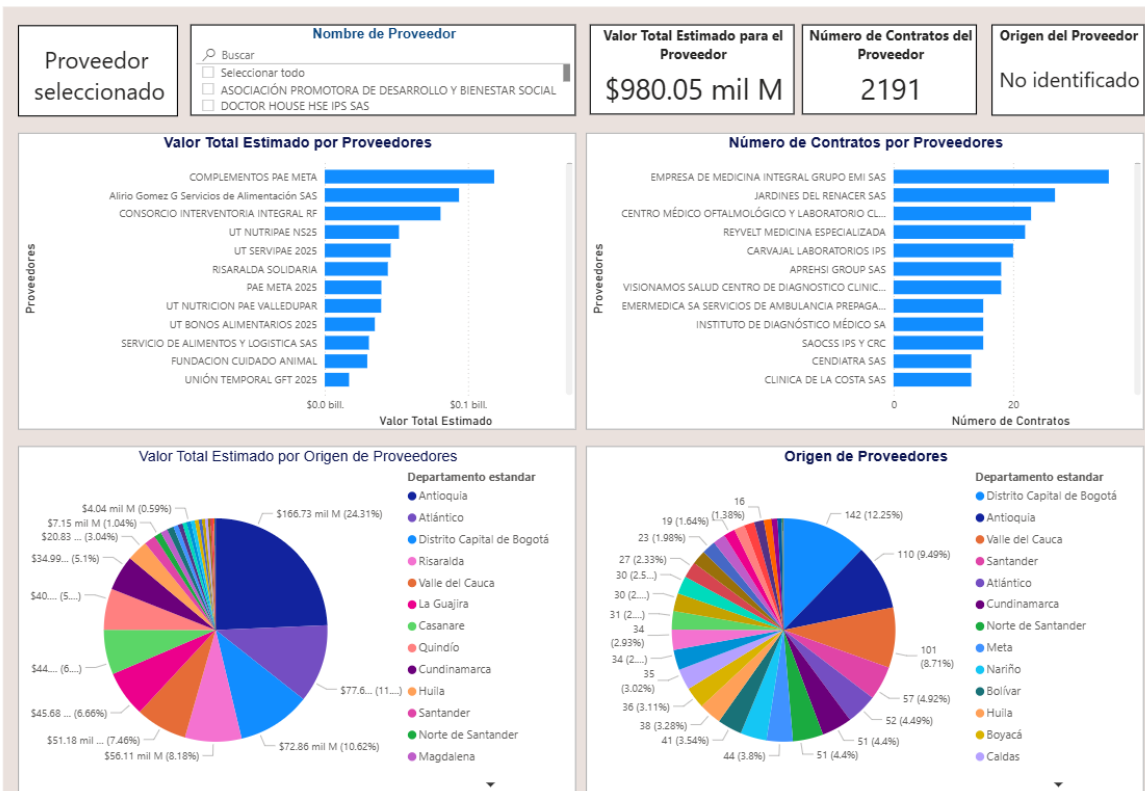 Proveedor
seleccionado
Nombre de Proveedor
Buscar
Seleccionar todo
ASOCIACIÓN PROMOTORA DE DESARROLLO Y BIENESTAR SOCIAL
DOCTOR HOUSE HSE IPS SAS
Valor Total Estimado para el
Proveedor
$980.05 mil M
Número de Contratos del
Proveedor
2191
Origen del Proveedor
No identificado
Valor Total Estimado por Proveedores
Proveedores
COMPLEMENTOS PAE META
Alirio Gomez G Servicios de Alimentación SAS
CONSORCIO INTERVENTORIA INTEGRAL RF
UT NUTRIPAE NS25
UT SERVIPAE 2025
RISARALDA SOLIDARIA
PAE META 2025
UT NUTRICION PAE VALLEDUPAR
UT BONOS ALIMENTARIOS 2025
SERVICIO DE ALIMENTOS Y LOGISTICA SAS
FUNDACION CUIDADO ANIMAL
UNIÓN TEMPORAL GFT 2025
$0.0 bill. $0.1 bill.
Valor Total Estimado
Número de Contratos por Proveedores
Proveedores
EMPRESA DE MEDICINA INTEGRAL GRUPO EMI SAS
JARDINES DEL RENACER SAS
CENTRO MÉDICO OFTALMOLÓGICO Y LABORATORIO CL...
REYVELT MEDICINA ESPECIALIZADA
CARVAJAL LABORATORIOS IPS
APREHSI GROUP SAS
VISIONAMOS SALUD CENTRO DE DIAGNOSTICO CLINIC...
EMERMEDICA SA SERVICIOS DE AMBULANCIA PREPAGA...
INSTITUTO DE DIAGNÓSTICO MÉDICO SA
SAOCSS IPS Y CRC
CENDIATRA SAS
CLINICA DE LA COSTA SAS
0 20
Número de Contratos
Valor Total Estimado por Origen de Proveedores
$4.04 mil M (0.59%)
$7.15 mil M (1.04%)
$20.83 ... (3.04%)
$34.99... (5.1%)
$40.... (5....)
$44.... (6....)
$45.68 ... (6.66%)
$51.18 mil ... (7.46%)
$56.11 mil M (8.18%)
$72.86 mil M (10.62%)
$77.6... (11....)
$166.73 mil M (24.31%)
Departamento estandar
Antioquia
Atlántico
Distrito Capital de Bogotá
Risaralda
Valle del Cauca
La Guajira
Casanare
Quindío
Cundinamarca
Huila
Santander
Norte de Santander
Magdalena
Origen de Proveedores
16
(1.38%)
19 (1.64%)
23 (1.98%)
27 (2.33%)
30 (2.5...)
30 (2....)
31 (2....)
34
(2.93%)
34 (2....)
35
(3.02%)
36 (3.11%)
38 (3.28%)
41 (3.54%)
44 (3.8%)
51 (4.4%)
51 (4.4%)
52 (4.49%)
57 (4.92%)
101
(8.71%)
110 (9.49%)
142 (12.25%)
Departamento estandar
Distrito Capital de Bogotá
Antioquia
Valle del Cauca
Santander
Atlántico
Cundinamarca
Norte de Santander
Meta
Nariño
Bolívar
Huila
Boyacá
Caldas